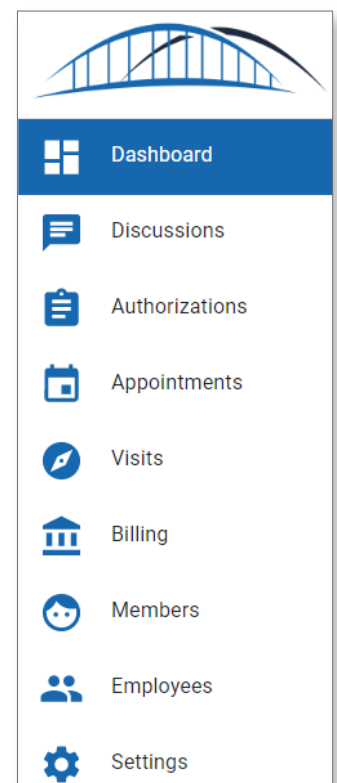 Dashboard
Discussions
Authorizations
Appointments
Visits
Billing
Members
Employees
Settings